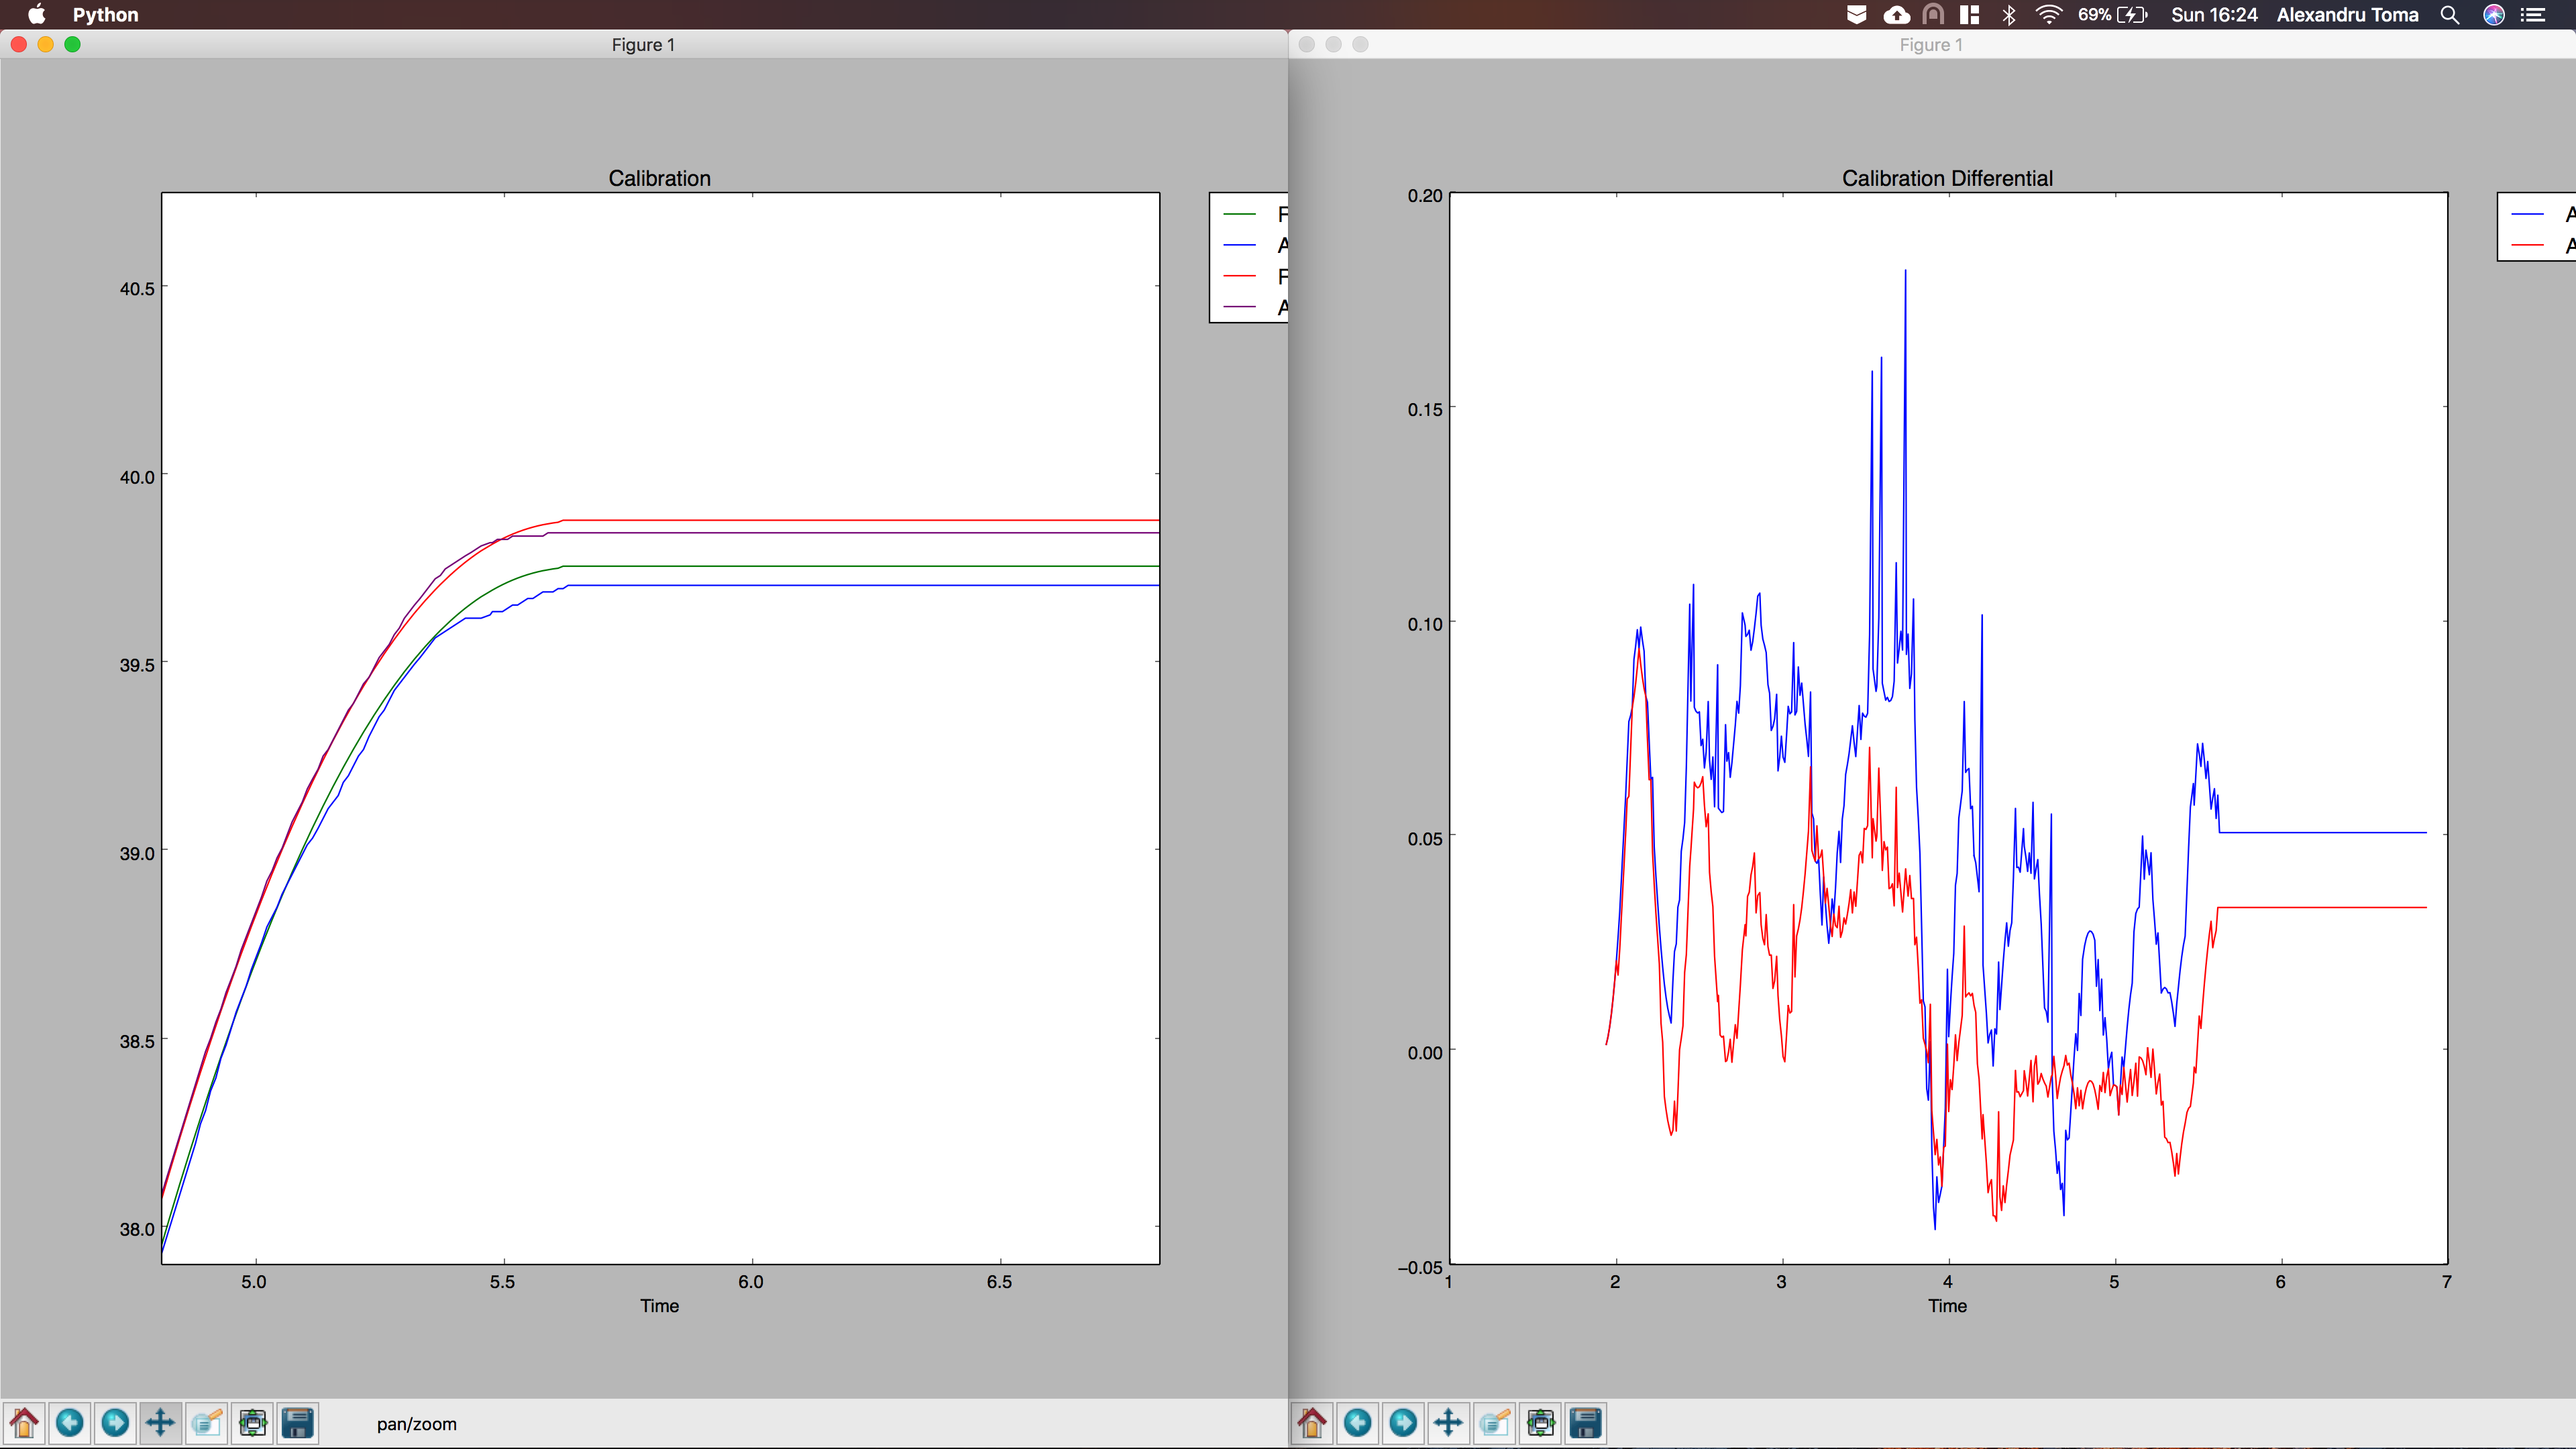 Python
69% Sun 16:24 Alexandru Toma
Figure 1
Calibration
F
A
F
A
40.5
40.0
39.5
39.0
38.5
38.0
5.0 5.5 6.0 6.5
Time
pan/zoom
Figure 1
Calibration Differential
A
A
0.20
0.15
0.10
0.05
0.00
−0.05
1 2 3 4 5 6 7
Time